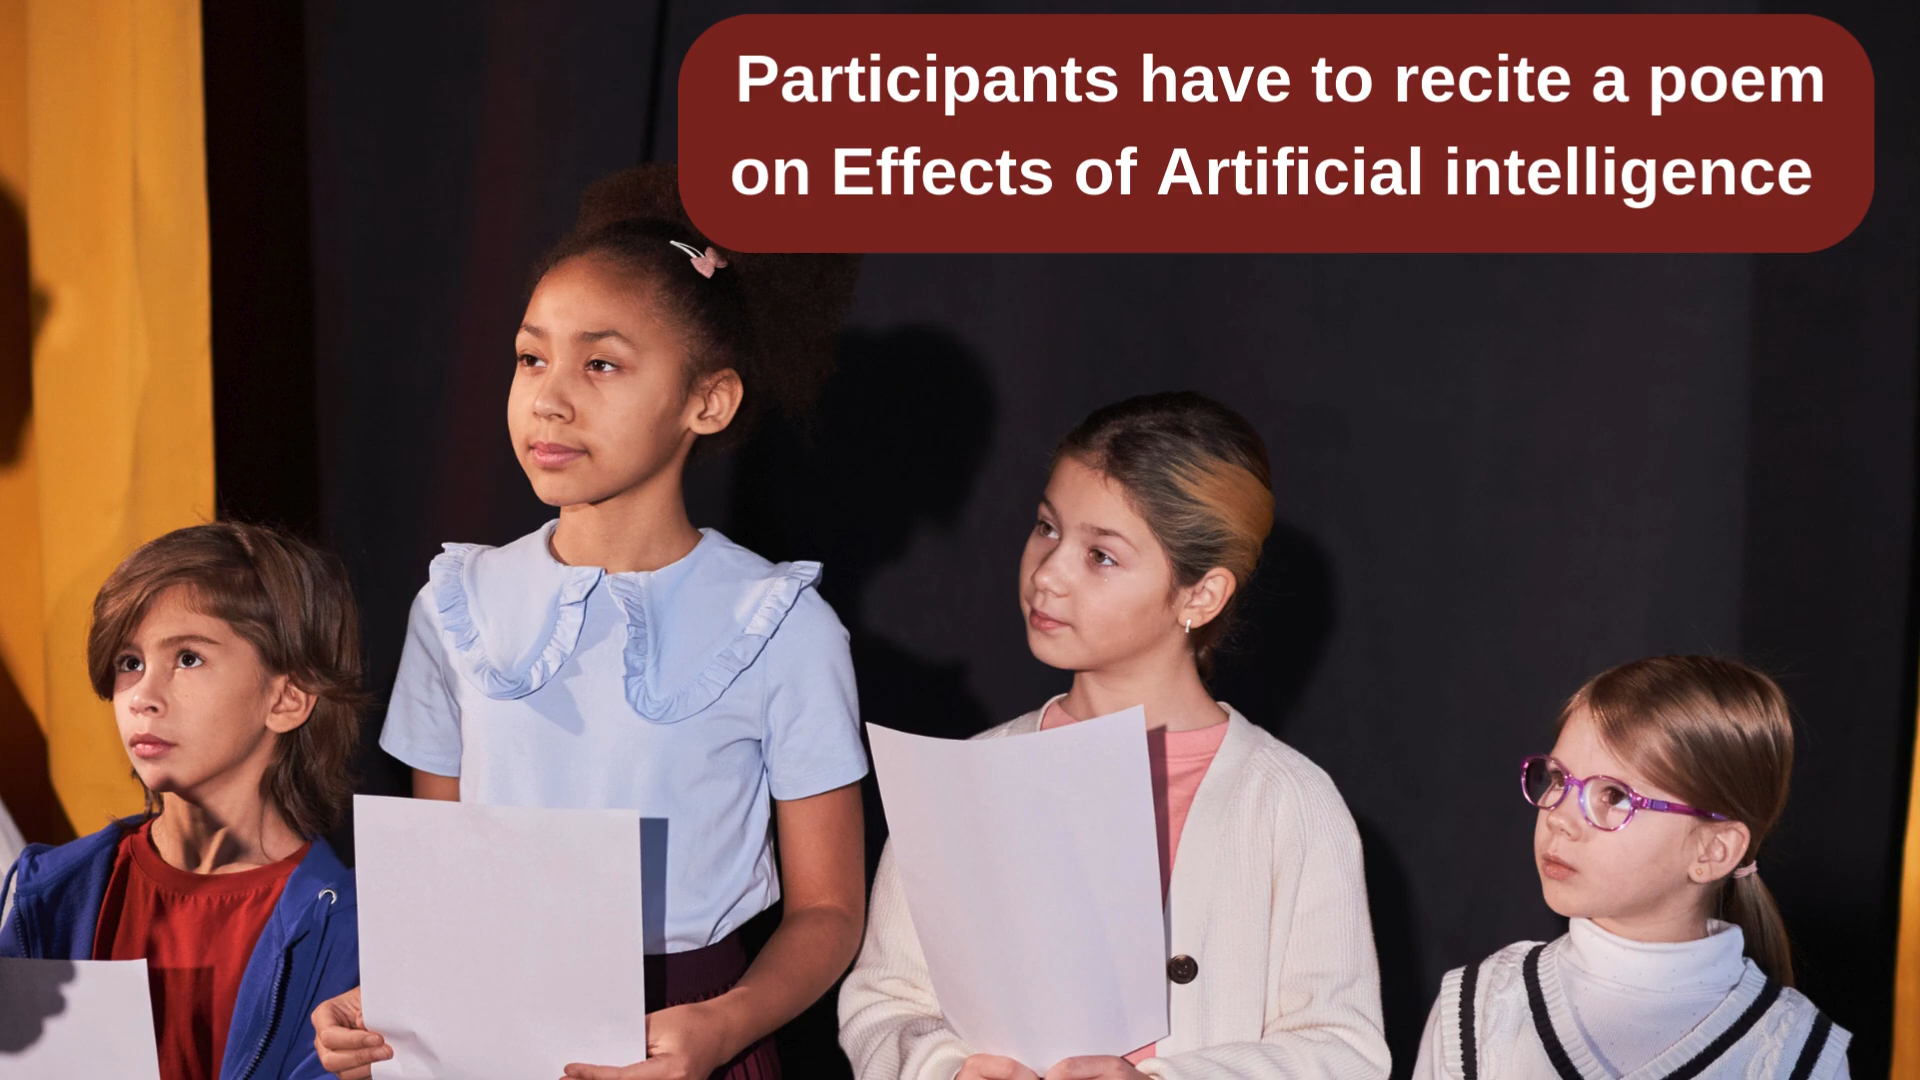 Participants have to recite a poem
on Effects of Artificial intelligence